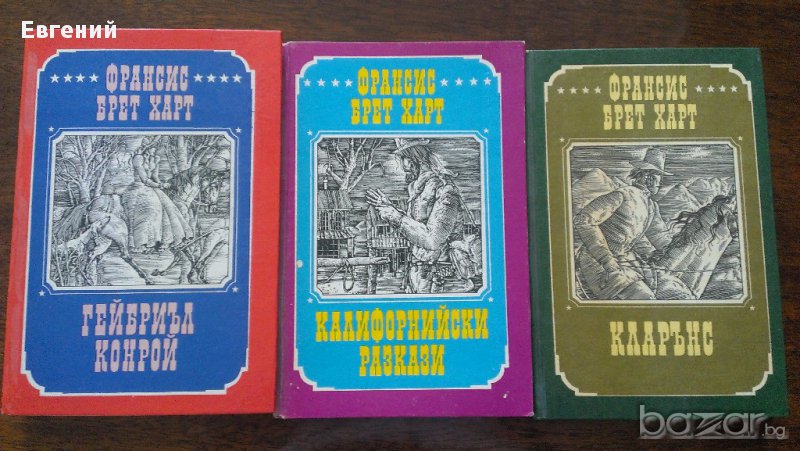 Евгений
ФРАНСИС
БРЕТ ХАРТ
ГЕЙБРИЪЛ
КОНРОЙ
ФРАНСИС
БРЕТ ХАРТ
КАЛИФОРНИЙСКИ
РАЗКАЗИ
ФРАНСИС
БРЕТ ХАРТ
КЛАРЪНС
bazar.bg